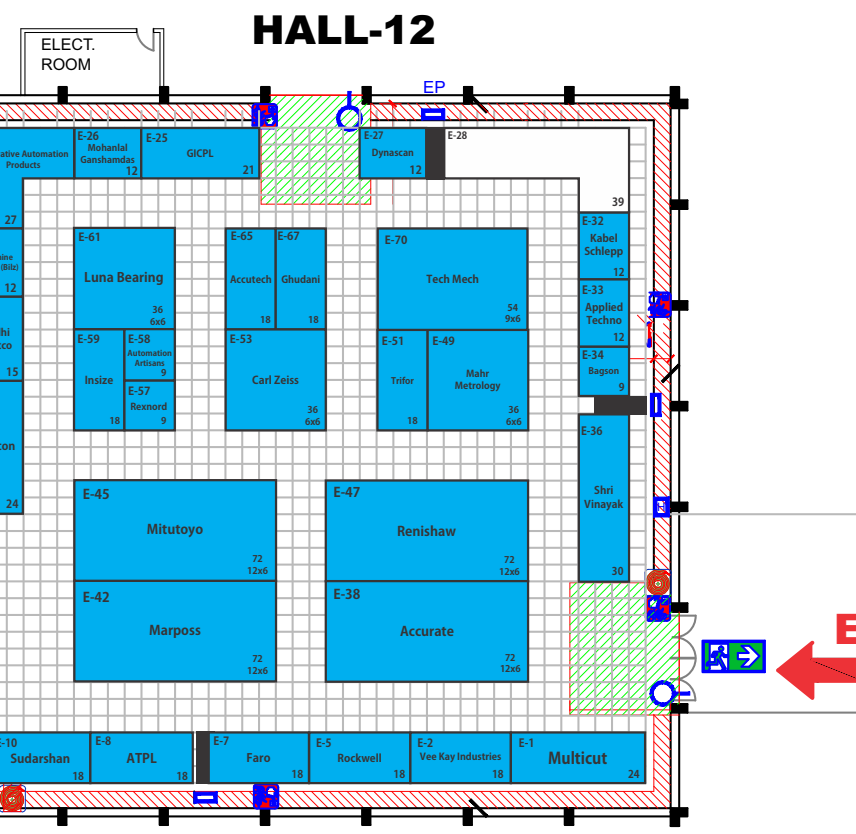 HALL-12
ELECT.
ROOM
EP
ative Automation
Products
27
E-26
Mohanlal
Ganshamdas
12
E-25
GICPL
21
E-27
Dynascan
12
E-28
39
E-32
Kabel
Schlepp
12
E-33
Applied
Techno
12
E-34
Bagson
9
E-36
Shri
Vinayak
30
ine
(Bilz)
12
hi
co
15
con
24
E-61
Luna Bearing
36
6x6
E-65
Accutech
18
E-67
Ghudani
18
E-70
Tech Mech
54
9x6
E-59
Insize
18
E-58
Automation
Artisans
9
E-57
Rexnord
9
E-53
Carl Zeiss
36
6x6
E-51
Trifor
18
E-49
Mahr
Metrology
36
6x6
E-45
Mitutoyo
72
12x6
E-47
Renishaw
72
12x6
E-42
Marposs
72
12x6
E-38
Accurate
72
12x6
E
E-10
Sudarshan
18
E-8
ATPL
18
E-7
Faro
18
E-5
Rockwell
18
E-2
Vee Kay Industries
18
E-1
Multicut
24